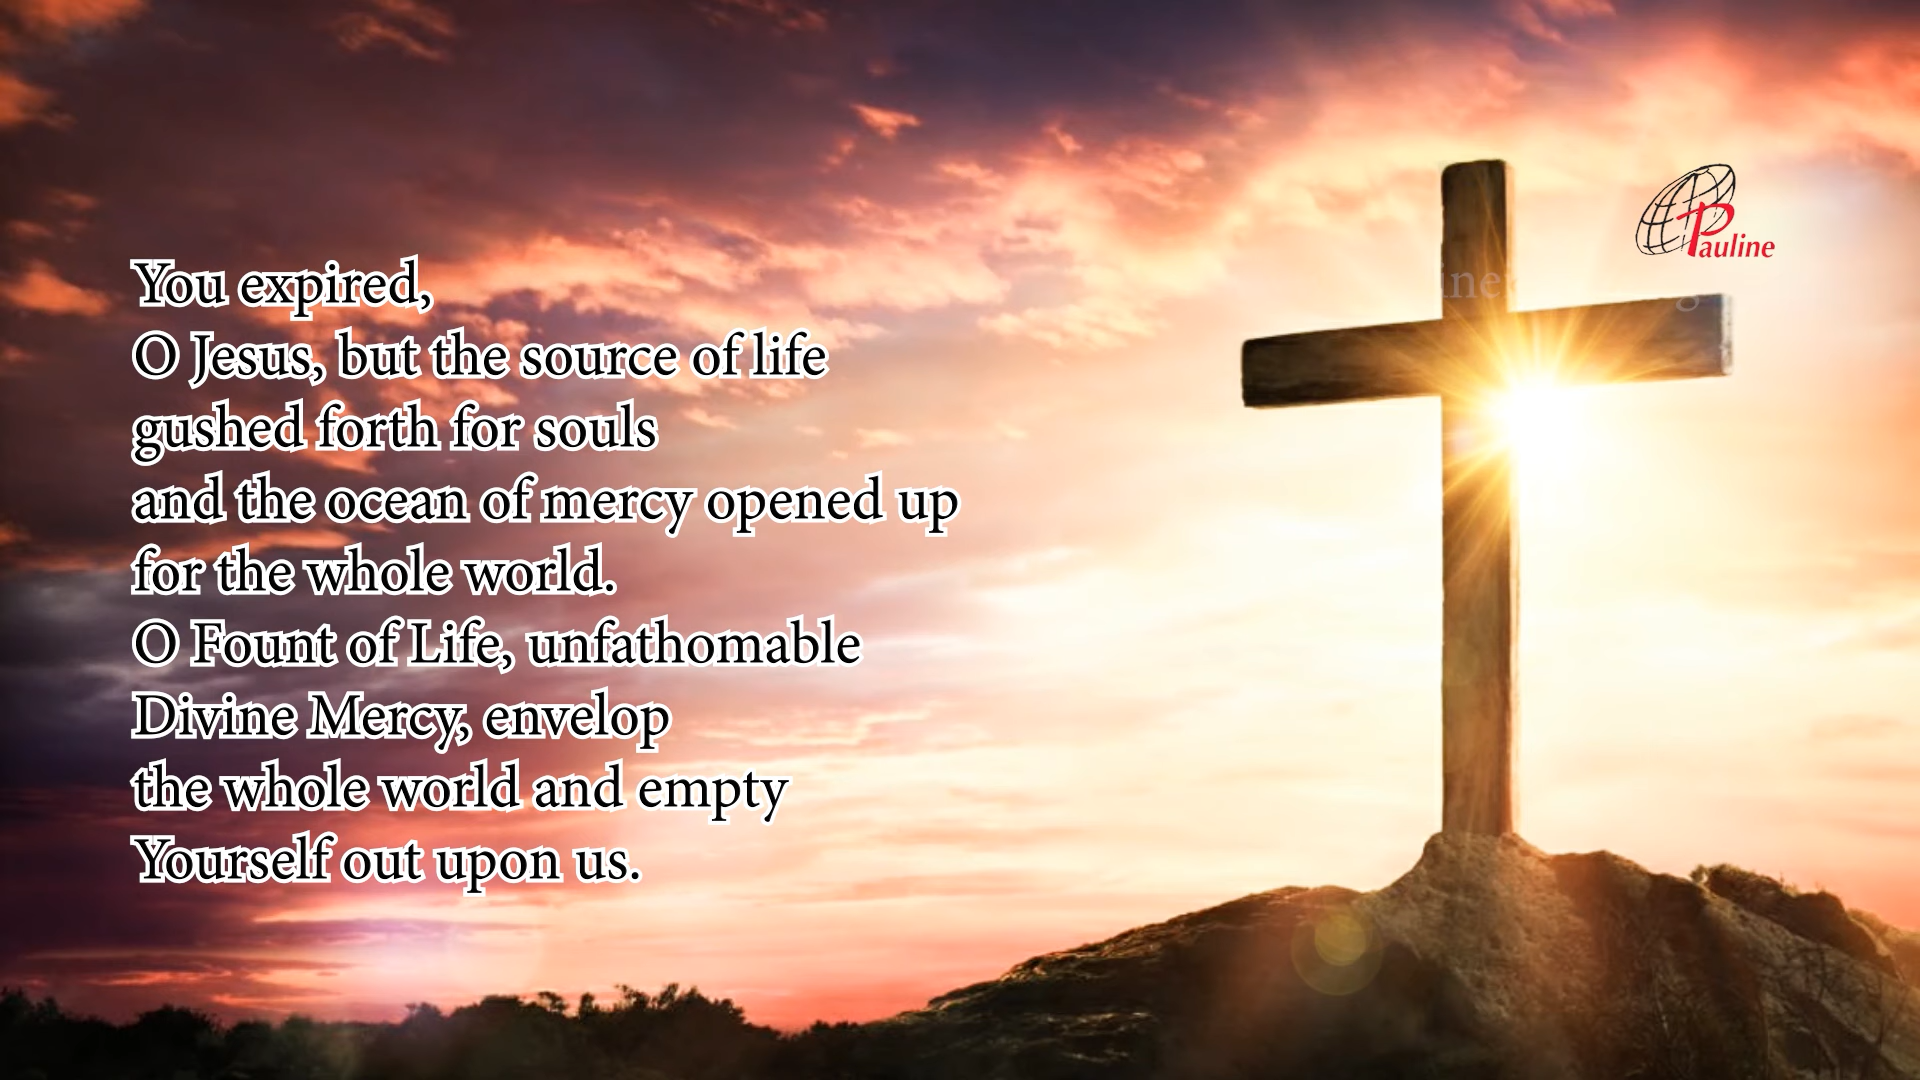 You expired,
O Jesus, but the source of life
gushed forth for souls
and the ocean of mercy opened up
for the whole world.
O Fount of Life, unfathomable
Divine Mercy, envelop
the whole world and empty
Yourself out upon us.
Pauline